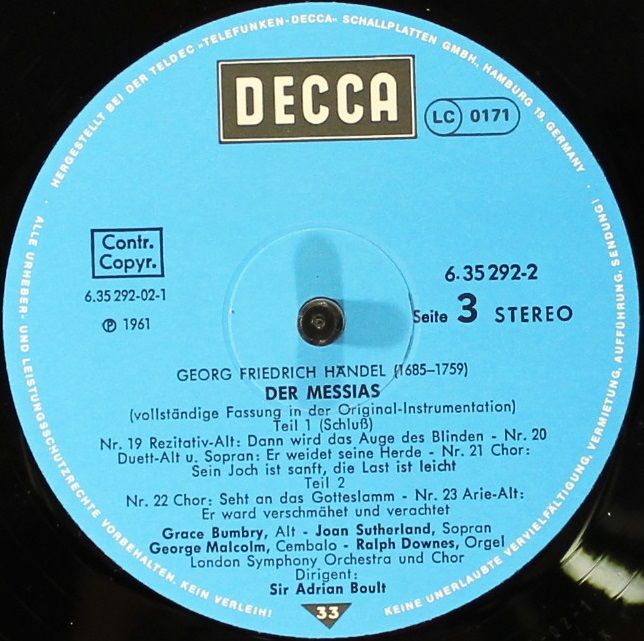 HERGESTELLT BEI DER TELDEC »TELEFUNKEN-DECCA« SCHALLPLATTEN GMBH., HAMBURG 19, GERMANY ·
DECCA
LC 0171
Contr.
Copyr.
6.35 292-02-1
℗ 1961
6.35 292-2
Seite 3 STEREO
GEORG FRIEDRICH HÄNDEL (1685–1759)
DER MESSIAS
(vollständige Fassung in der Original-Instrumentation)
Teil 1 (Schluß)
Nr. 19 Rezitativ-Alt: Dann wird das Auge des Blinden - Nr. 20
Duett-Alt u. Sopran: Er weidet seine Herde - Nr. 21 Chor:
Sein Joch ist sanft, die Last ist leicht
Teil 2
Nr. 22 Chor: Seht an das Gotteslamm - Nr. 23 Arie-Alt:
Er ward verschmähet und verachtet
Grace Bumbry, Alt - Joan Sutherland, Sopran
George Malcolm, Cembalo - Ralph Downes, Orgel
London Symphony Orchestra und Chor
Dirigent:
Sir Adrian Boult
33
· ALLE URHEBER- UND LEISTUNGSSCHUTZRECHTE VORBEHALTEN. KEIN VERLEIH! KEINE UNERLAUBTE VERVIELFÄLTIGUNG, VERMIETUNG, AUFFÜHRUNG, SENDUNG!